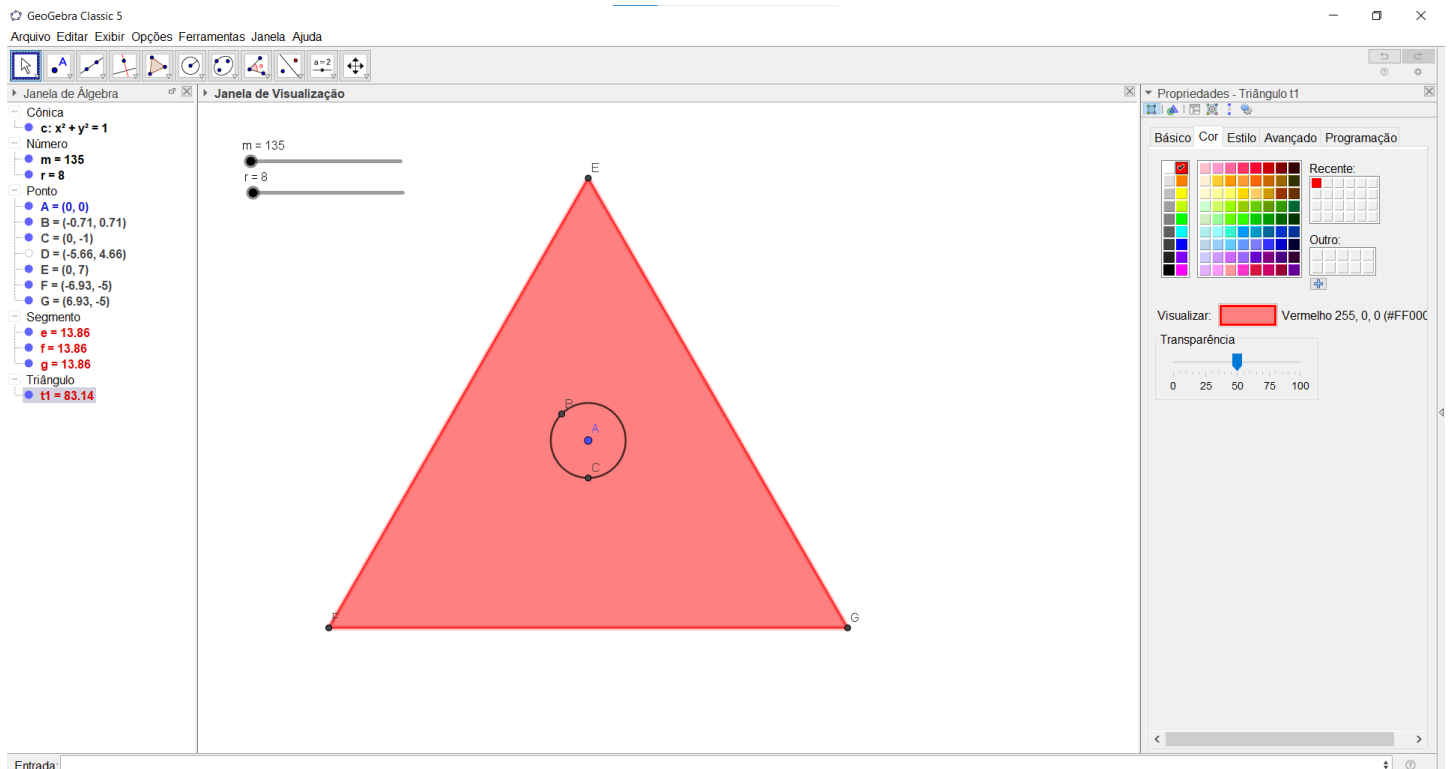 GeoGebra Classic 5
Arquivo Editar Exibir Opções Ferramentas Janela Ajuda
A
a=2
Janela de Álgebra
Cônica
c: x² + y² = 1
Número
m = 135
r = 8
Ponto
A = (0, 0)
B = (-0.71, 0.71)
C = (0, -1)
D = (-5.66, 4.66)
E = (0, 7)
F = (-6.93, -5)
G = (6.93, -5)
Segmento
e = 13.86
f = 13.86
g = 13.86
Triângulo
t1 = 83.14
Janela de Visualização
m = 135
r = 8
E
B
A
C
F
G
Propriedades - Triângulo t1
Básico Cor Estilo Avançado Programação
Recente:
Outro:
Visualizar: Vermelho 255, 0, 0 (#FF000
Transparência
0 25 50 75 100
Entrada: